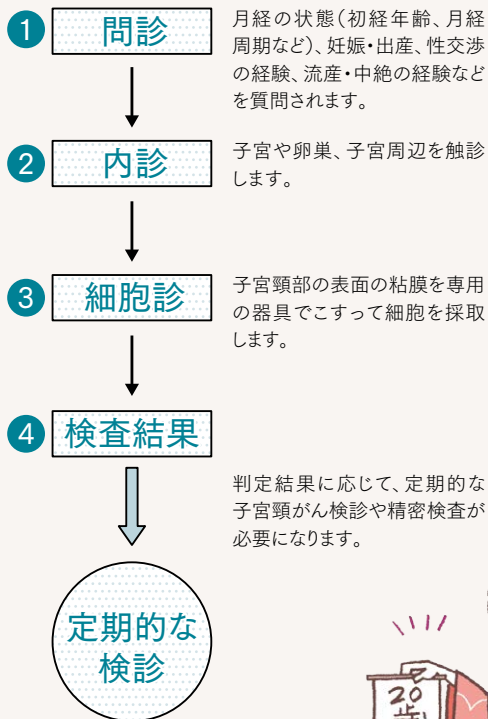 1 問診
月経の状態(初経年齢、月経
周期など)、妊娠・出産、性交渉
の経験、流産・中絶の経験など
を質問されます。
2 内診
子宮や卵巣、子宮周辺を触診
します。
3 細胞診
子宮頸部の表面の粘膜を専用
の器具でこすって細胞を採取
します。
4 検査結果
判定結果に応じて、定期的な
子宮頸がん検診や精密検査が
必要になります。
定期的な
検診
20
歳